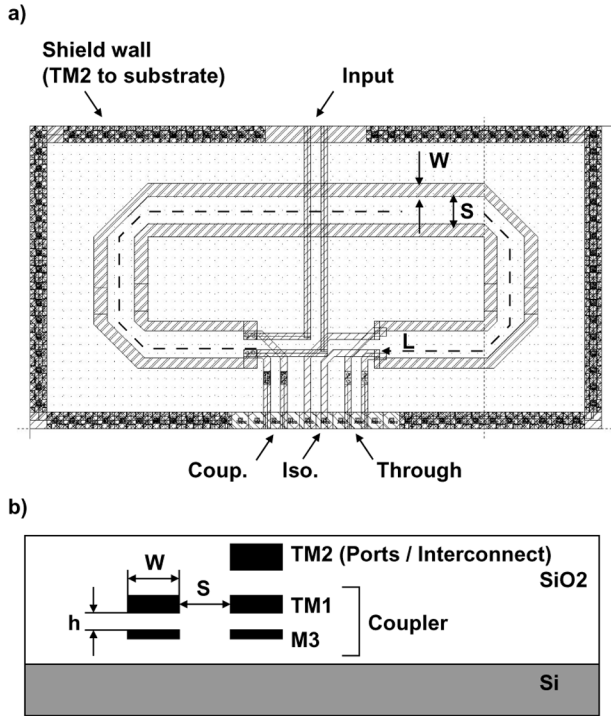 a)
Shield wall
(TM2 to substrate)
Input
W
S
L
Coup.
Iso.
Through
b)
TM2 (Ports / Interconnect)
SiO2
W
S
TM1
h
Coupler
M3
Si